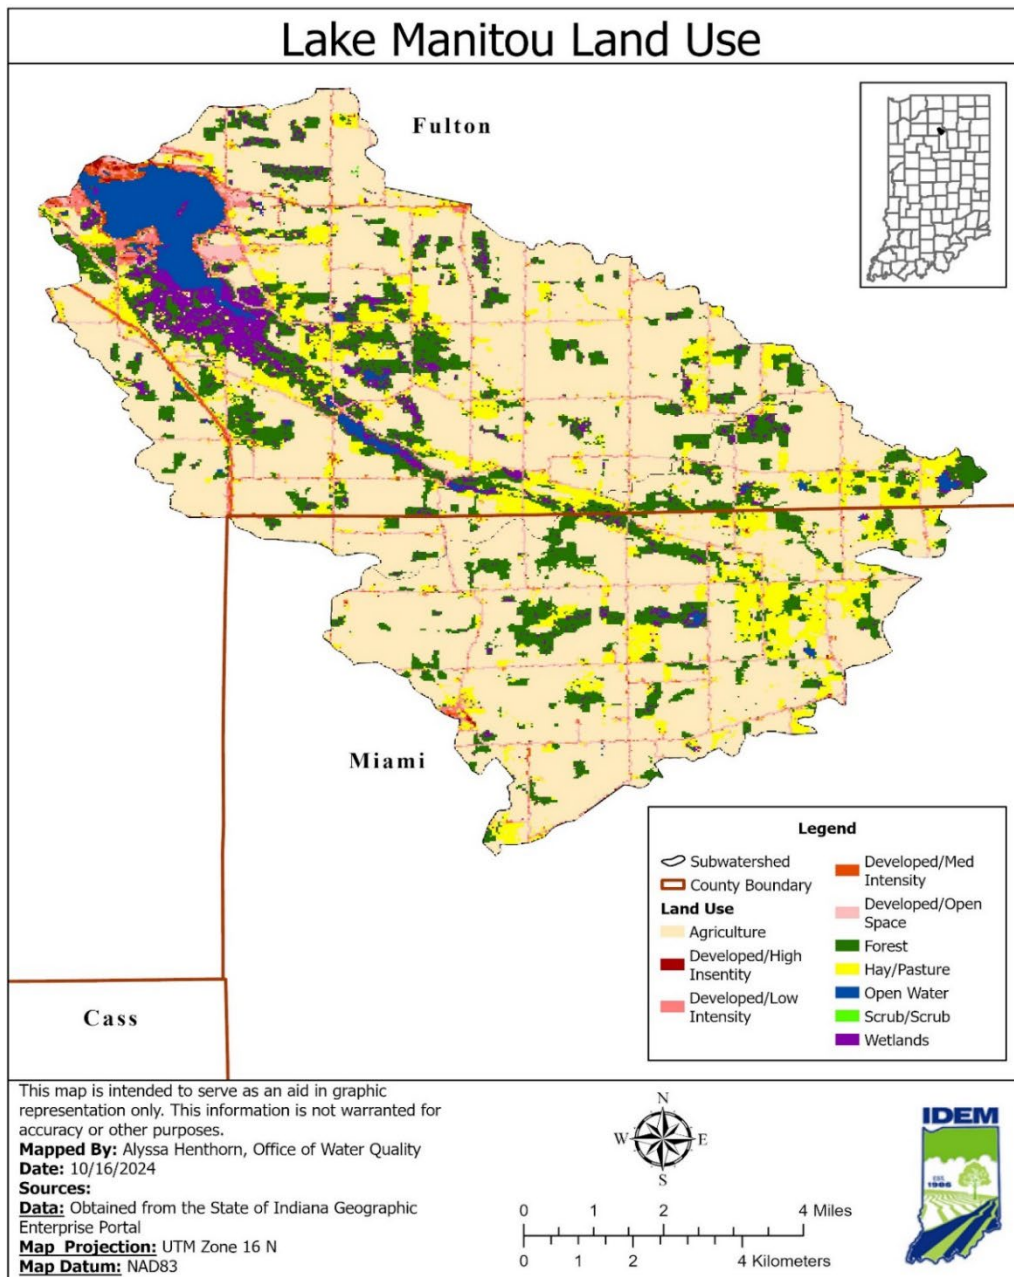 Lake Manitou Land Use
Fulton
Miami
Cass
Legend
Subwatershed
County Boundary
Land Use
Agriculture
Developed/High
Insentity
Developed/Low
Intensity
Developed/Med
Intensity
Developed/Open
Space
Forest
Hay/Pasture
Open Water
Scrub/Scrub
Wetlands
This map is intended to serve as an aid in graphic
representation only. This information is not warranted for
accuracy or other purposes.
Mapped By: Alyssa Henthorn, Office of Water Quality
Date: 10/16/2024
Sources:
Data: Obtained from the State of Indiana Geographic
Enterprise Portal
Map Projection: UTM Zone 16 N
Map Datum: NAD83
N
W E
S
0 1 2 4 Miles
0 1 2 4 Kilometers
IDEM
EST.
1986